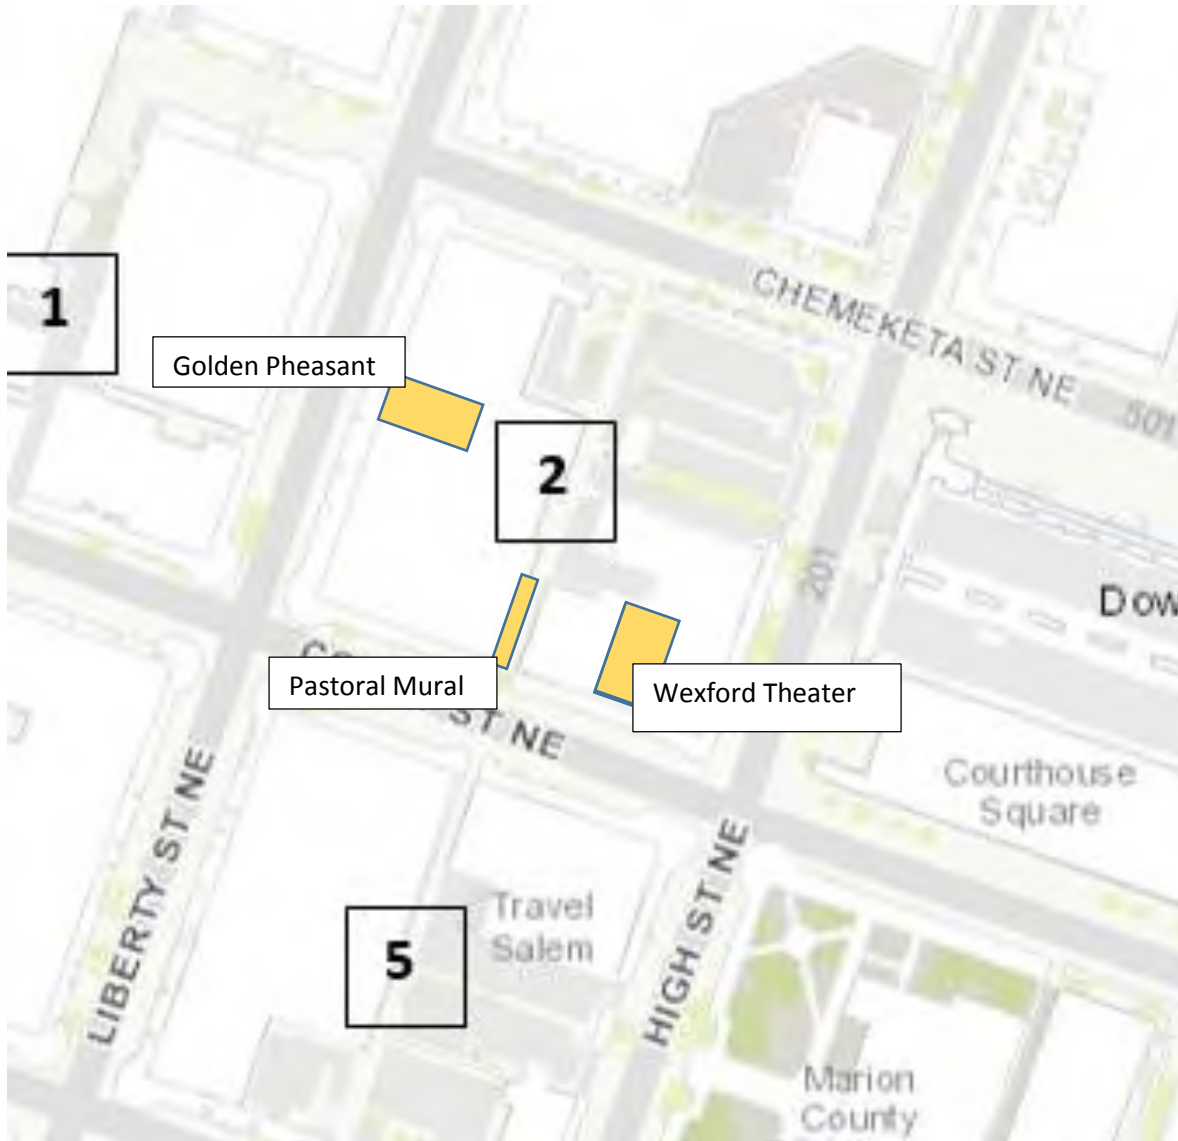 CHEMEKETA ST NE
501
1
Golden Pheasant
2
201
Dow
Pastoral Mural
Wexford Theater
ST NE
Courthouse
Square
LIBERTY ST NE
HIGH ST NE
Travel
Salem
5
Marion
County